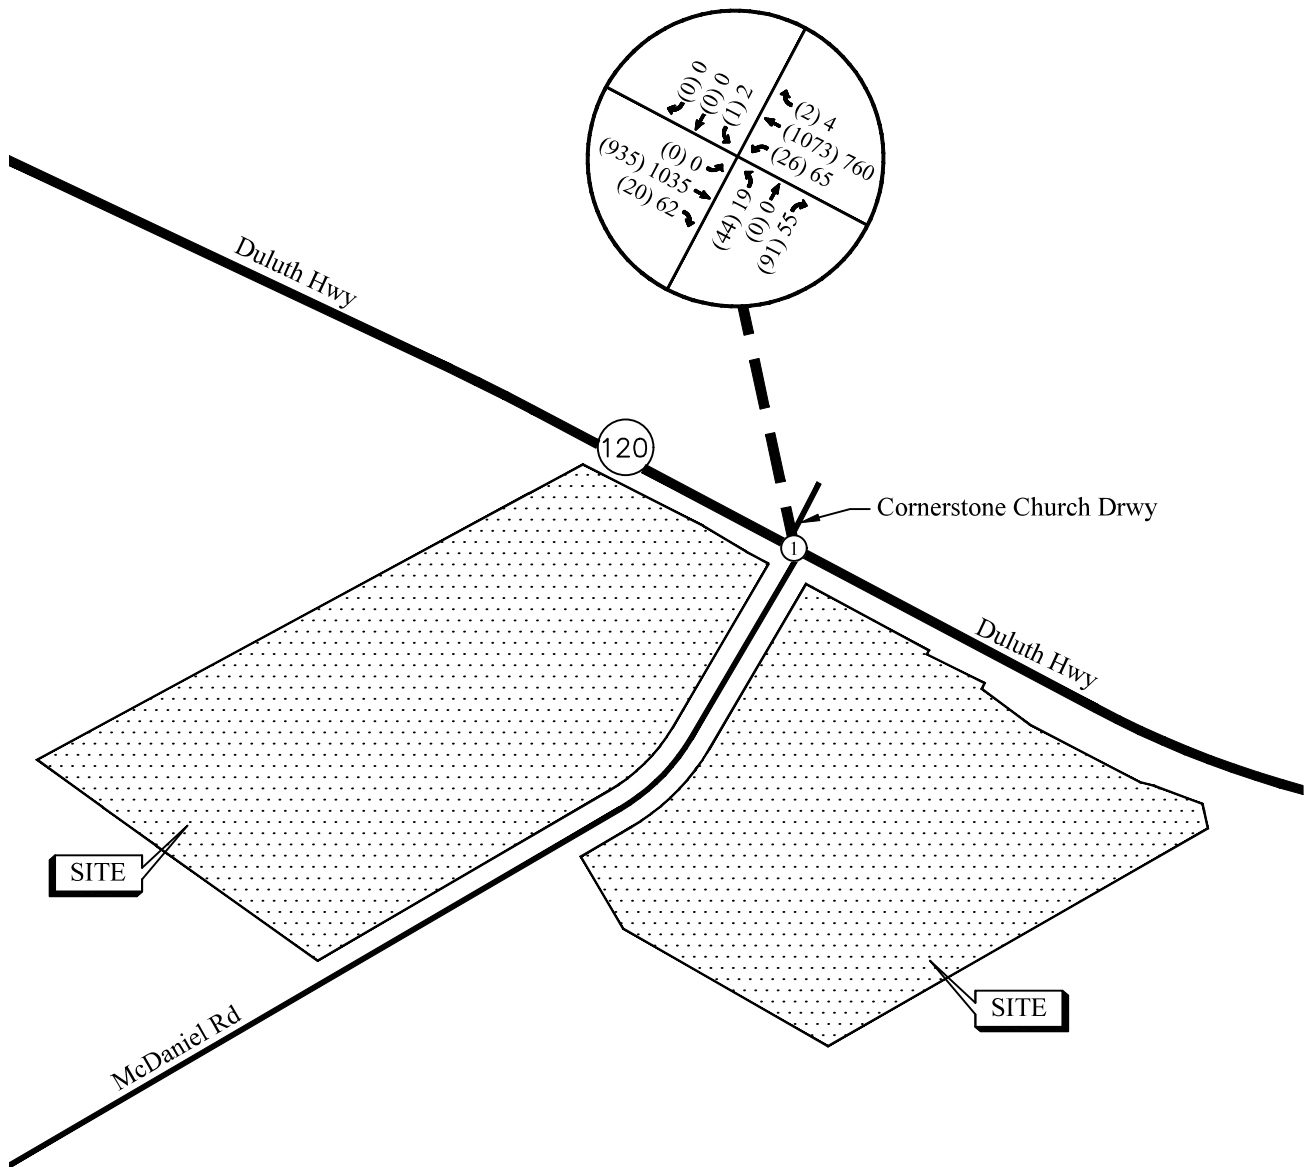 (0) 0
(0) 0
(1) 2
(2) 4
(1073) 760
(26) 65
(0) 0
(935) 1035
(20) 62
(44) 19
(0) 0
(91) 55
Duluth Hwy
120
Cornerstone Church Drwy
1
Duluth Hwy
SITE
SITE
McDaniel Rd